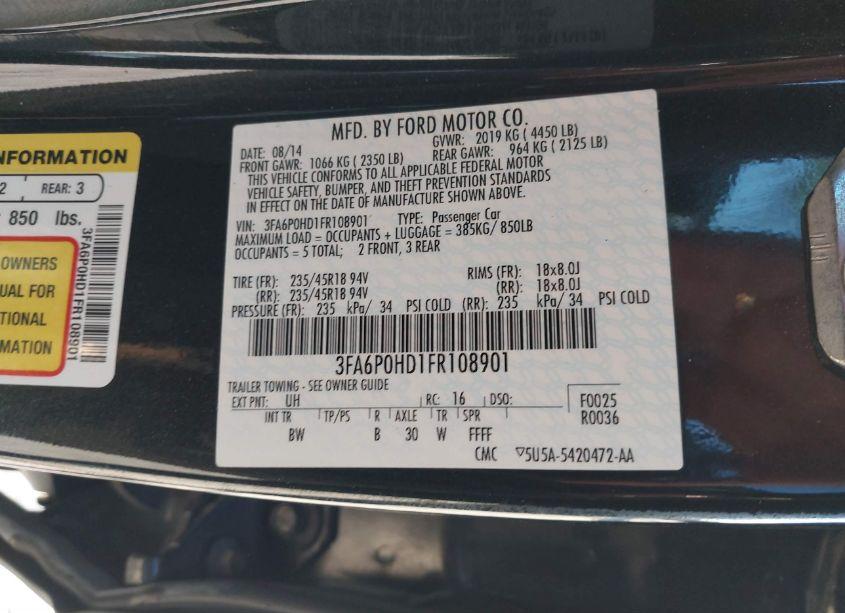 NFORMATION
2 REAR: 3
850 lbs.
OWNERS
UAL FOR
TIONAL
RMATION
3FA6P0HD1FR108901
MFD. BY FORD MOTOR CO.
DATE: 08/14 GVWR: 2019 KG ( 4450 LB)
FRONT GAWR: 1066 KG ( 2350 LB) REAR GAWR: 964 KG ( 2125 LB)
THIS VEHICLE CONFORMS TO ALL APPLICABLE FEDERAL MOTOR
VEHICLE SAFETY, BUMPER, AND THEFT PREVENTION STANDARDS
IN EFFECT ON THE DATE OF MANUFACTURE SHOWN ABOVE.
VIN: 3FA6P0HD1FR108901 TYPE: Passenger Car
MAXIMUM LOAD = OCCUPANTS + LUGGAGE = 385KG/ 850LB
OCCUPANTS = 5 TOTAL; 2 FRONT, 3 REAR
TIRE (FR): 235/45R18 94V RIMS (FR): 18x8.0J
(RR): 235/45R18 94V (RR): 18x8.0J
PRESSURE (FR): 235 kPa/ 34 PSI COLD (RR): 235 kPa/ 34 PSI COLD
3FA6P0HD1FR108901
TRAILER TOWING - SEE OWNER GUIDE
EXT PNT: UH RC: 16 DSO: F0025
INT TR TP/PS R AXLE TR SPR R0036
BW B 30 W FFFF
CMC ▽5U5A-5420472-AA